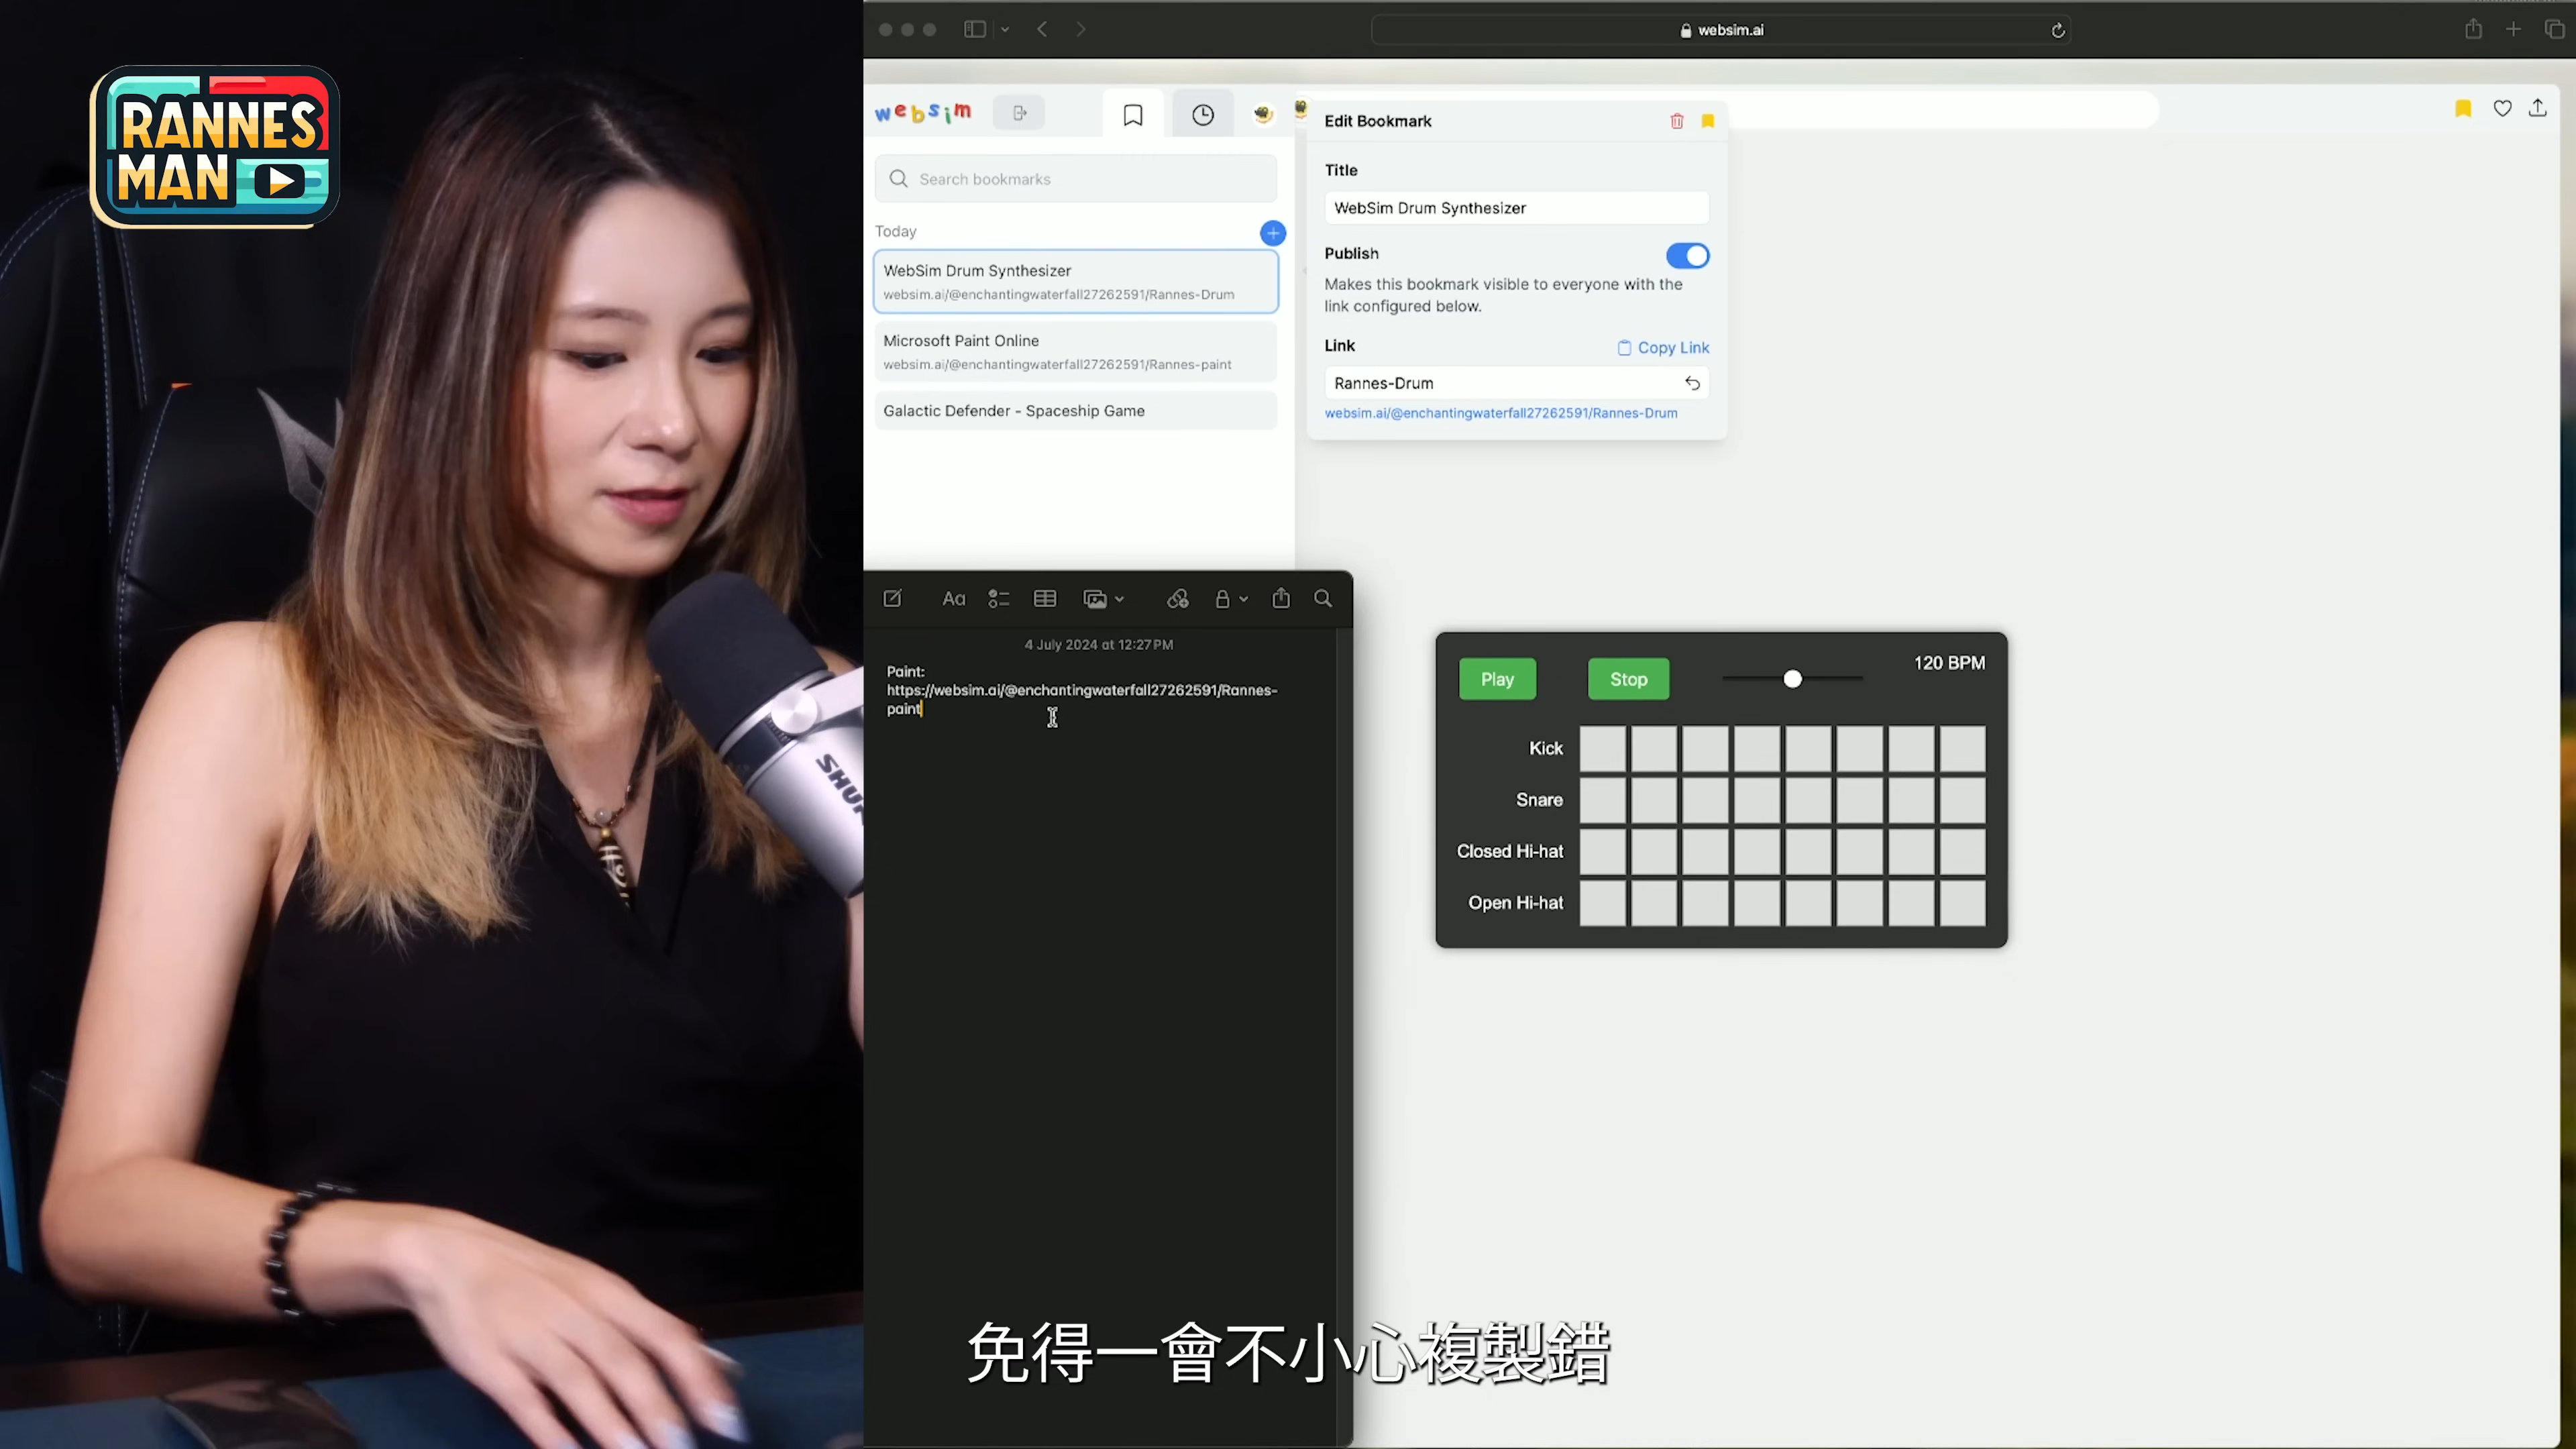 RANNES
MAN
websim.ai
websim
Search bookmarks
Today
WebSim Drum Synthesizer
websim.ai/@enchantingwaterfall27262591/Rannes-Drum
Microsoft Paint Online
websim.ai/@enchantingwaterfall27262591/Rannes-paint
Galactic Defender - Spaceship Game
Edit Bookmark
Title
WebSim Drum Synthesizer
Publish
Makes this bookmark visible to everyone with the
link configured below.
Link
Copy Link
Rannes-Drum
websim.ai/@enchantingwaterfall27262591/Rannes-Drum
Aa
4 July 2024 at 12:27 PM
Paint:
https://websim.ai/@enchantingwaterfall27262591/Rannes-
paint
Play
Stop
120 BPM
Kick
Snare
Closed Hi-hat
Open Hi-hat
SHUR
免得一會不小心複製錯